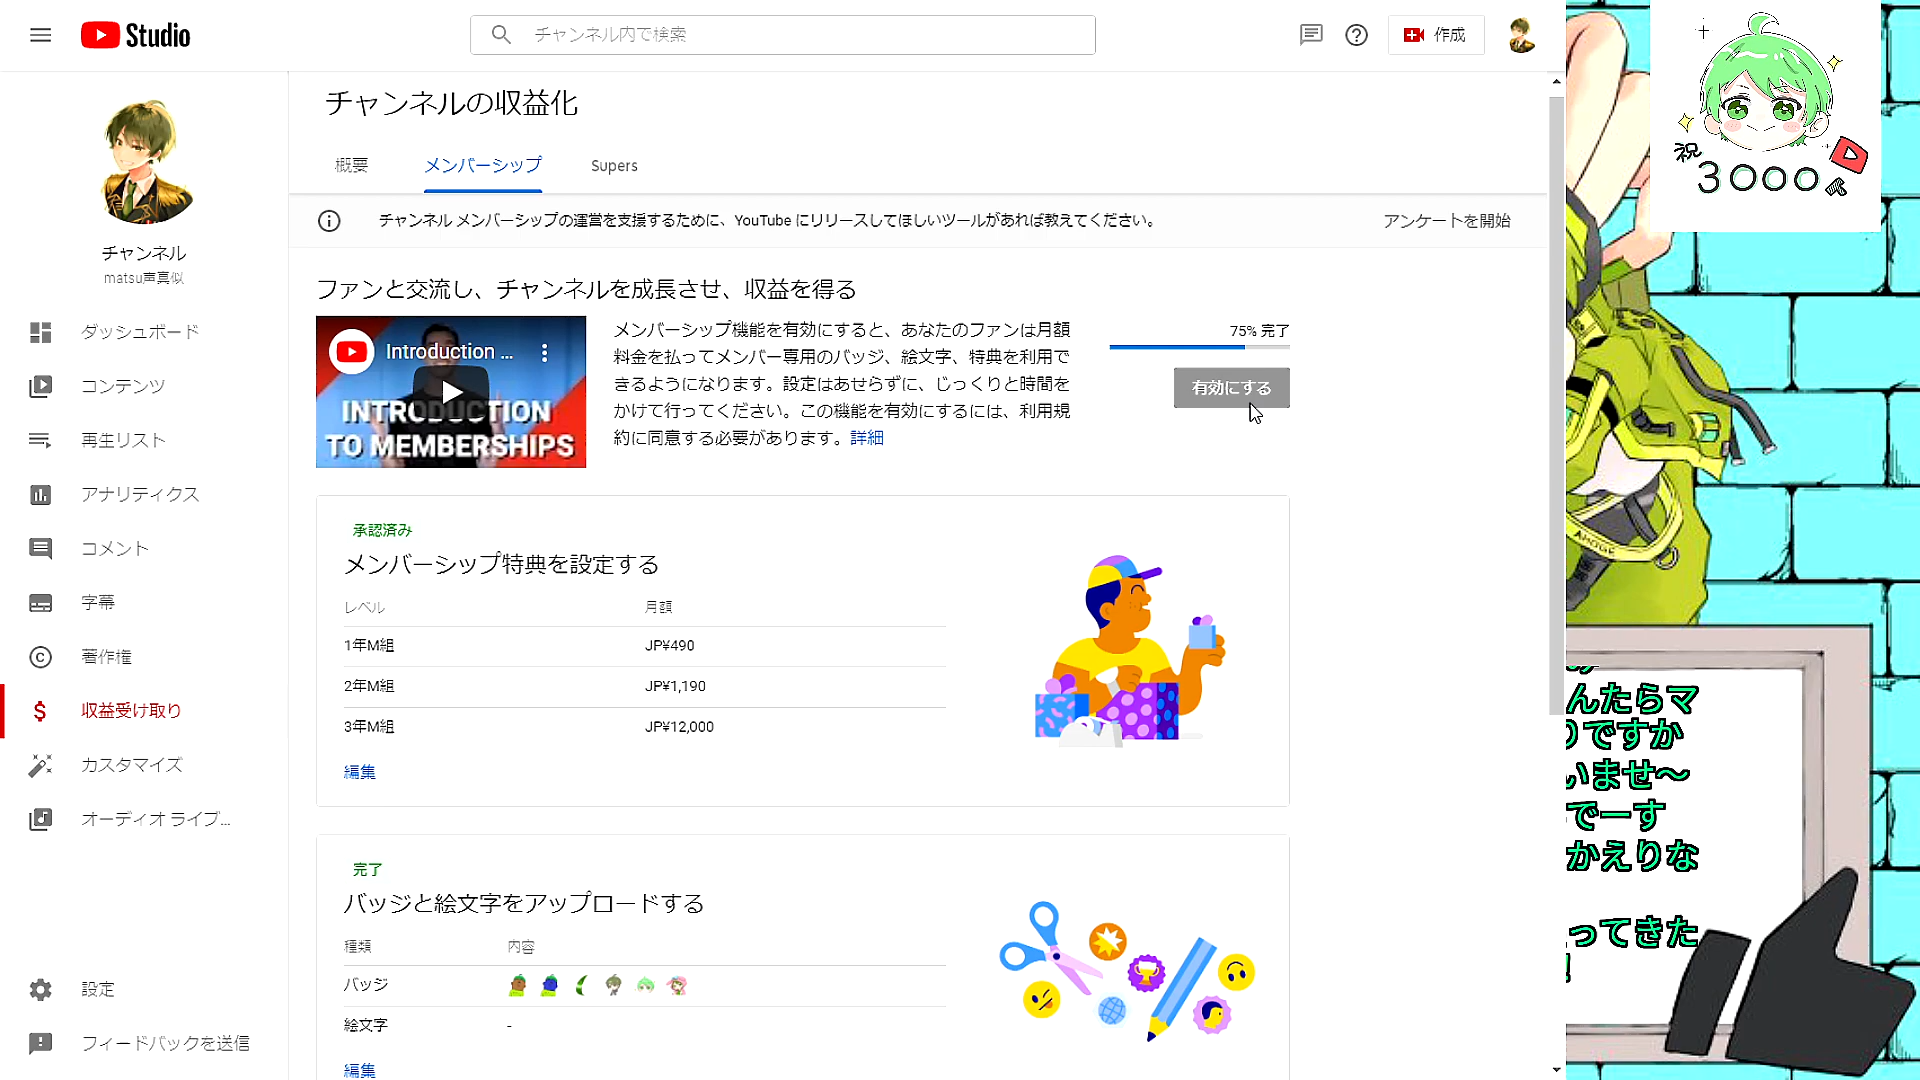 Studio
チャンネル内で検索
作成
チャンネル
matsu声真似
ダッシュボード
コンテンツ
再生リスト
アナリティクス
コメント
字幕
著作権
収益受け取り
カスタマイズ
オーディオ ライブ...
設定
フィードバックを送信
チャンネルの収益化
概要
メンバーシップ
Supers
チャンネル メンバーシップの運営を支援するために、YouTube にリリースしてほしいツールがあれば教えてください。
アンケートを開始
ファンと交流し、チャンネルを成長させ、収益を得る
Introduction ...
INTRODUCTION
TO MEMBERSHIPS
メンバーシップ機能を有効にすると、あなたのファンは月額
料金を払ってメンバー専用のバッジ、絵文字、特典を利用で
きるようになります。設定はあせらずに、じっくりと時間を
かけて行ってください。この機能を有効にするには、利用規
約に同意する必要があります。詳細
75% 完了
有効にする
承認済み
メンバーシップ特典を設定する
レベル 月額
1年M組 JP¥490
2年M組 JP¥1,190
3年M組 JP¥12,000
編集
完了
バッジと絵文字をアップロードする
種類 内容
バッジ
絵文字 -
編集
祝
3000人
AHOGE
んたらマ
りですか
いませ～
でーす
かえりな
ってきた